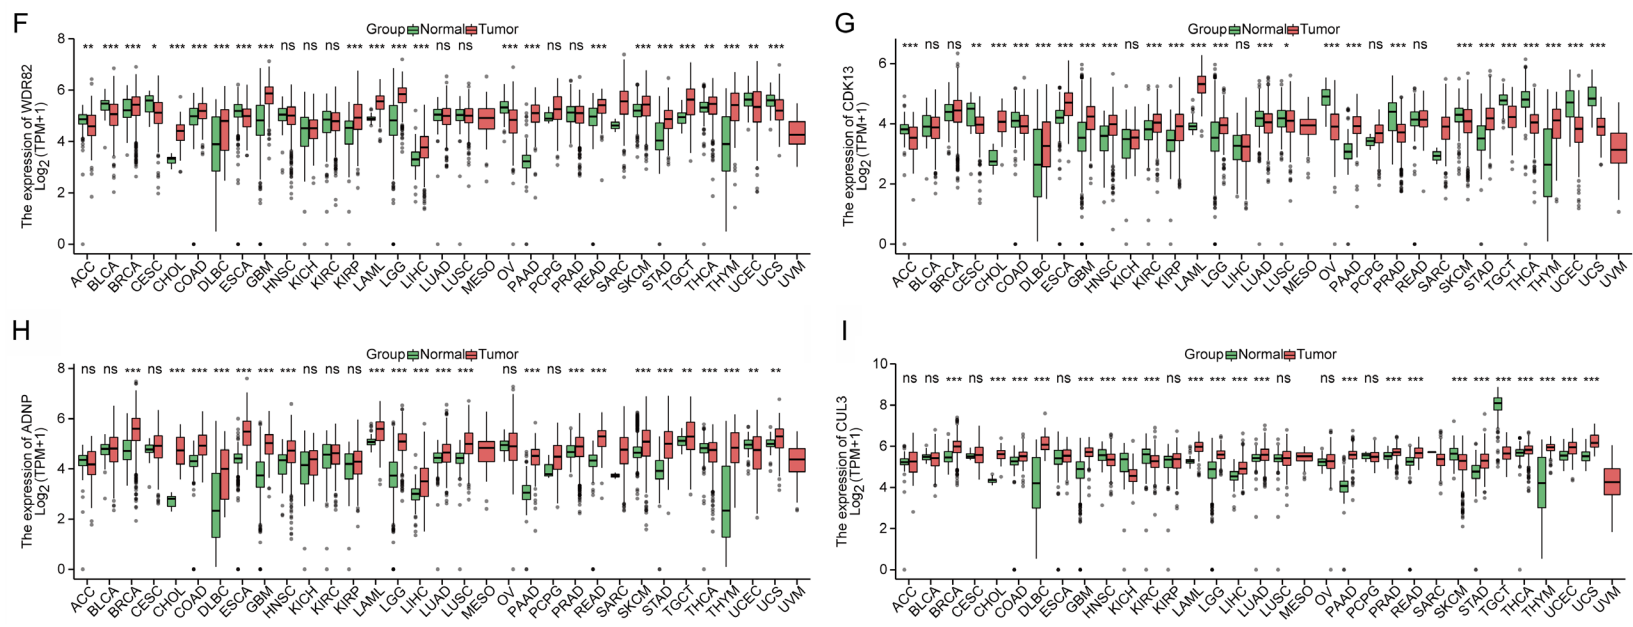 F
Group Normal Tumor
The expression of WDR82
Log2 (TPM+1)
8
6
4
2
0
** *** *** * *** *** *** *** *** ns ns ns *** *** *** *** ns ns *** *** ns ns *** *** *** *** ** *** ** ***
ACC BLCA BRCA CESC CHOL COAD DLBC ESCA GBM HNSC KICH KIRC KIRP LAML LGG LIHC LUAD LUSC MESO OV PAAD PCPG PRAD READ SARC SKCM STAD TGCT THCA THYM UCEC UCS UVM
G
Group Normal Tumor
The expression of CDK13
Log2 (TPM+1)
6
4
2
0
*** ns ns ** *** *** *** *** *** *** ns *** *** *** *** ns *** * *** *** ns *** ns *** *** *** *** *** *** ***
ACC BLCA BRCA CESC CHOL COAD DLBC ESCA GBM HNSC KICH KIRC KIRP LAML LGG LIHC LUAD LUSC MESO OV PAAD PCPG PRAD READ SARC SKCM STAD TGCT THCA THYM UCEC UCS UVM
H
Group Normal Tumor
The expression of ADNP
Log2 (TPM+1)
8
6
4
2
0
ns ns *** ns *** *** *** *** *** *** ns ns ns *** *** *** *** *** ns *** ns *** *** *** *** ** *** *** ** **
ACC BLCA BRCA CESC CHOL COAD DLBC ESCA GBM HNSC KICH KIRC KIRP LAML LGG LIHC LUAD LUSC MESO OV PAAD PCPG PRAD READ SARC SKCM STAD TGCT THCA THYM UCEC UCS UVM
I
Group Normal Tumor
The expression of CUL3
Log2 (TPM+1)
10
8
6
4
2
0
ns ns *** ns *** *** *** ns *** *** *** *** ns *** *** *** *** ns ns *** ns *** *** *** *** *** *** *** *** ***
ACC BLCA BRCA CESC CHOL COAD DLBC ESCA GBM HNSC KICH KIRC KIRP LAML LGG LIHC LUAD LUSC MESO OV PAAD PCPG PRAD READ SARC SKCM STAD TGCT THCA THYM UCEC UCS UVM